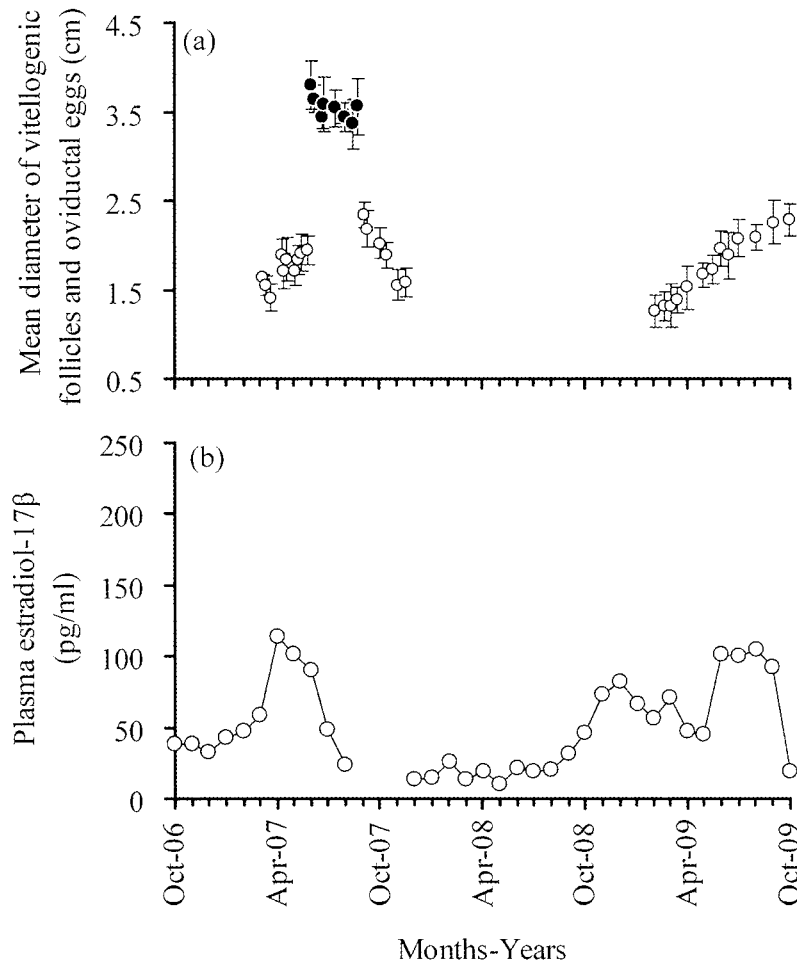 Mean diameter of vitellogenic
follicles and oviductal eggs (cm)
4.5
3.5
2.5
1.5
0.5
(a)
Plasma estradiol-17β
(pg/ml)
250
200
150
100
50
0
(b)
Oct-06
Apr-07
Oct-07
Apr-08
Oct-08
Apr-09
Oct-09
Months-Years